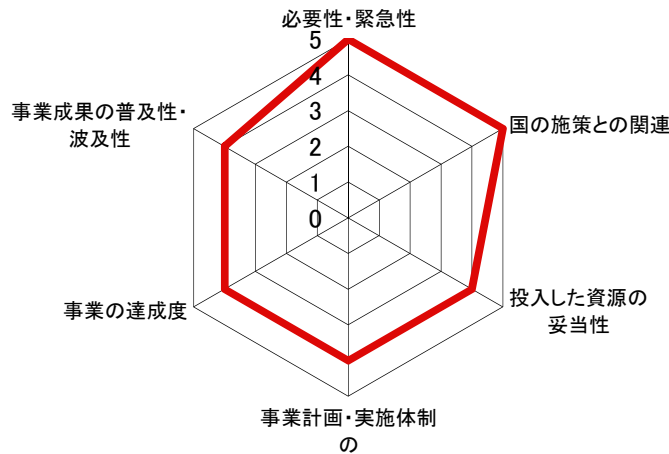 必要性・緊急性
5
4
3
2
1
0
国の施策との関連
投入した資源の
妥当性
事業計画・実施体制
の
事業の達成度
事業成果の普及性・
波及性